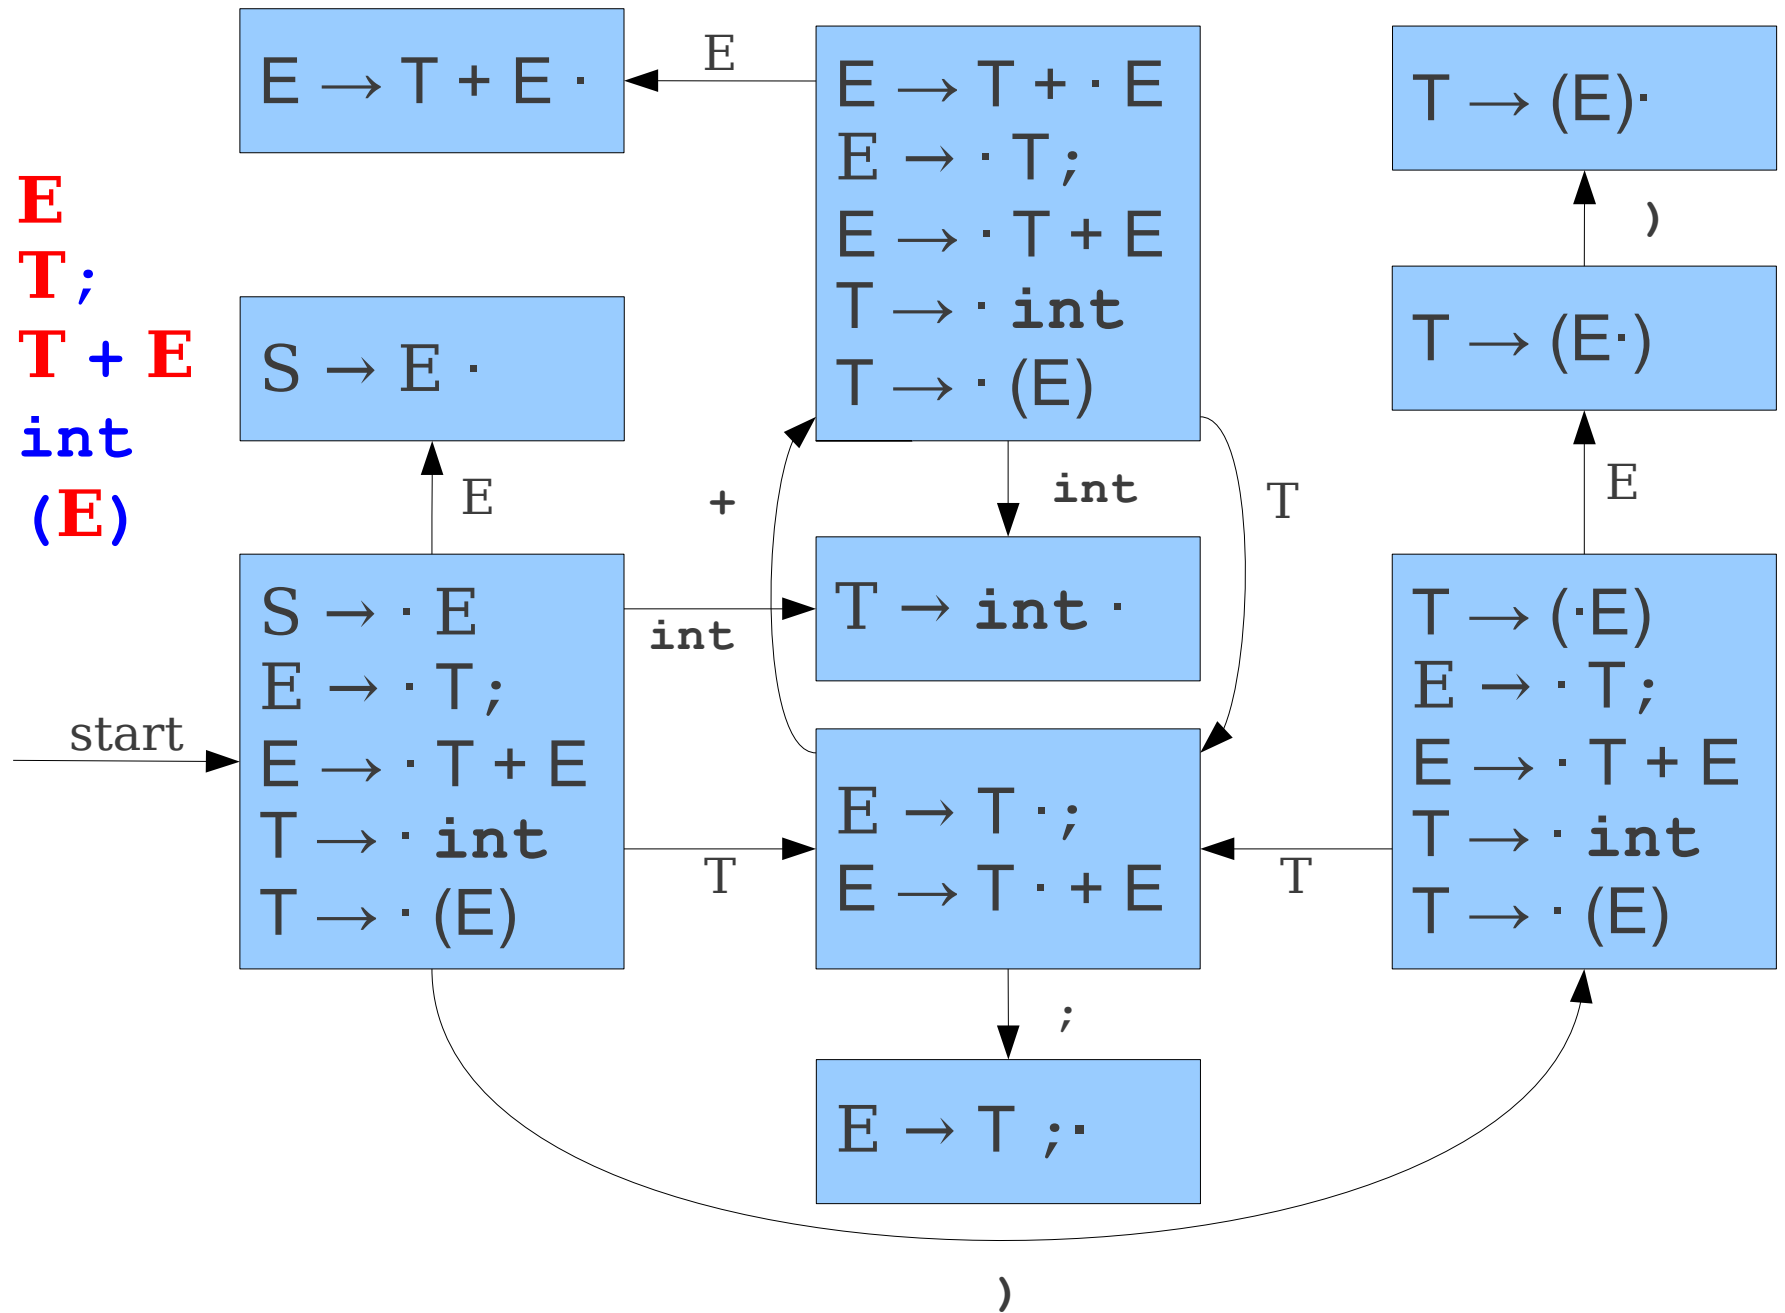 E
T ;
T + E
int
(E)
E → T + E ·
E
E → T + · E
E → · T ;
E → · T + E
T → · int
T → · (E)
T → (E)·
)
T → (E·)
S → E ·
E
+
int
T
E
start
S → · E
E → · T ;
E → · T + E
T → · int
T → · (E)
int
T → int ·
T
E → T · ;
E → T · + E
T
T → (·E)
E → · T ;
E → · T + E
T → · int
T → · (E)
;
E → T ; ·
)